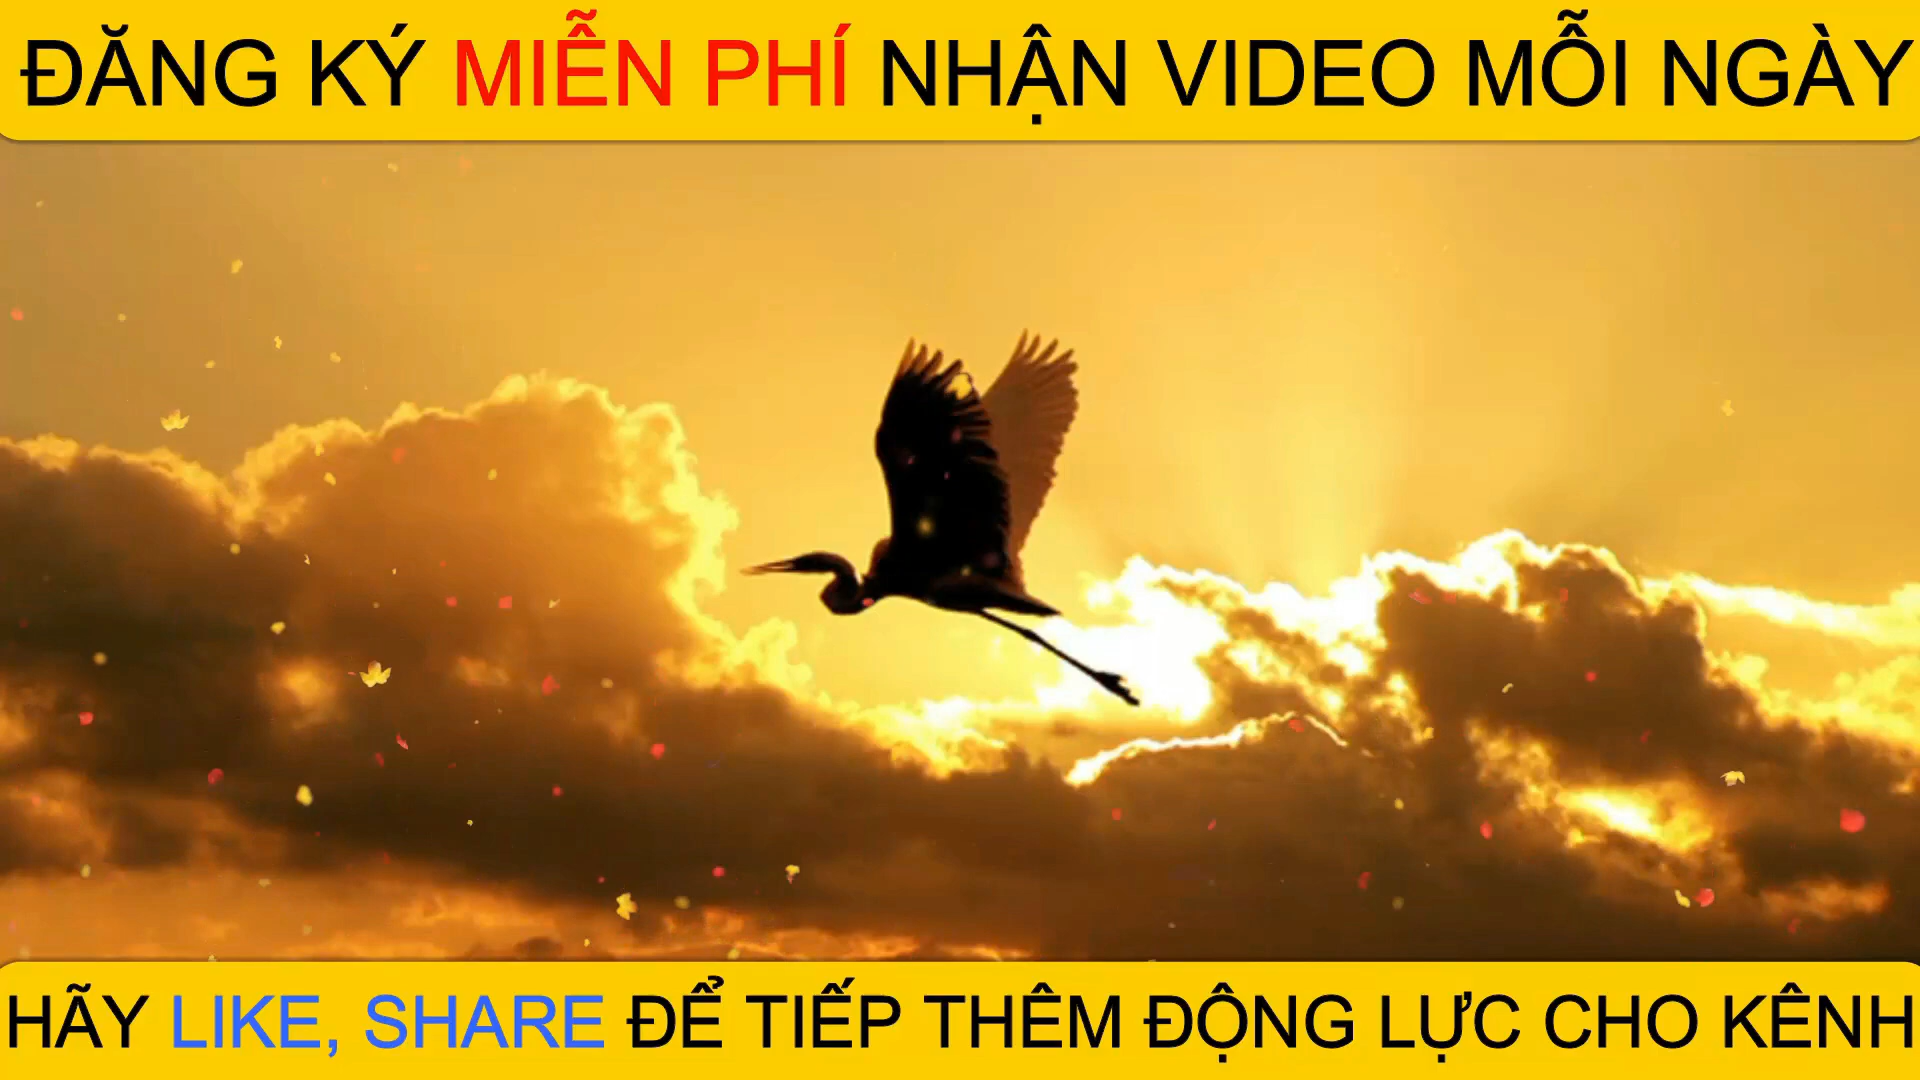 ĐĂNG KÝ MIỄN PHÍ NHẬN VIDEO MỖI NGÀY
HÃY LIKE, SHARE ĐỂ TIẾP THÊM ĐỘNG LỰC CHO KÊNH